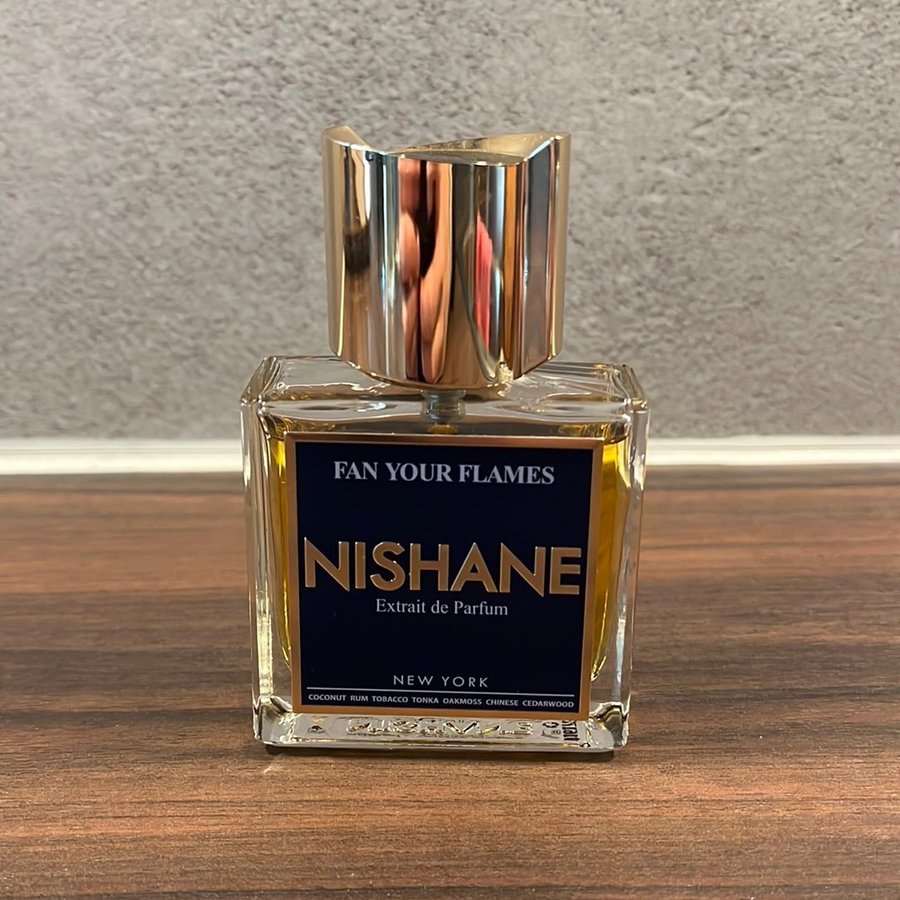 FAN YOUR FLAMES
NISHANE
Extrait de Parfum
NEW YORK
COCONUT RUM TOBACCO TONKA OAKMOSS CHINESE CEDARWOOD